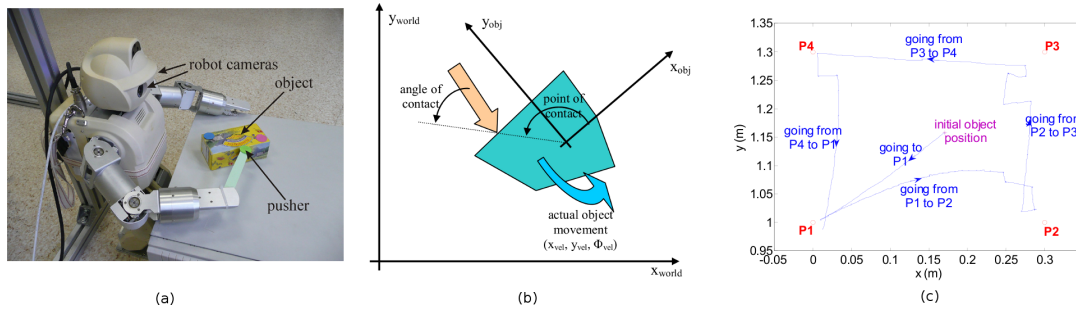 robot cameras
object
pusher
(a)
y_world
y_obj
x_obj
angle of
contact
point of
contact
actual object
movement
(x_vel, y_vel, Φ_vel)
x_world
(b)
1.35
1.3
1.25
1.2
1.15
1.1
1.05
1
0.95
y (m)
-0.05
0
0.05
0.1
0.15
0.2
0.25
0.3
x (m)
P4
going from
P3 to P4
P3
going from
P4 to P1
initial object
position
going from
P2 to P3
going to
P1
going from
P1 to P2
P1
P2
(c)